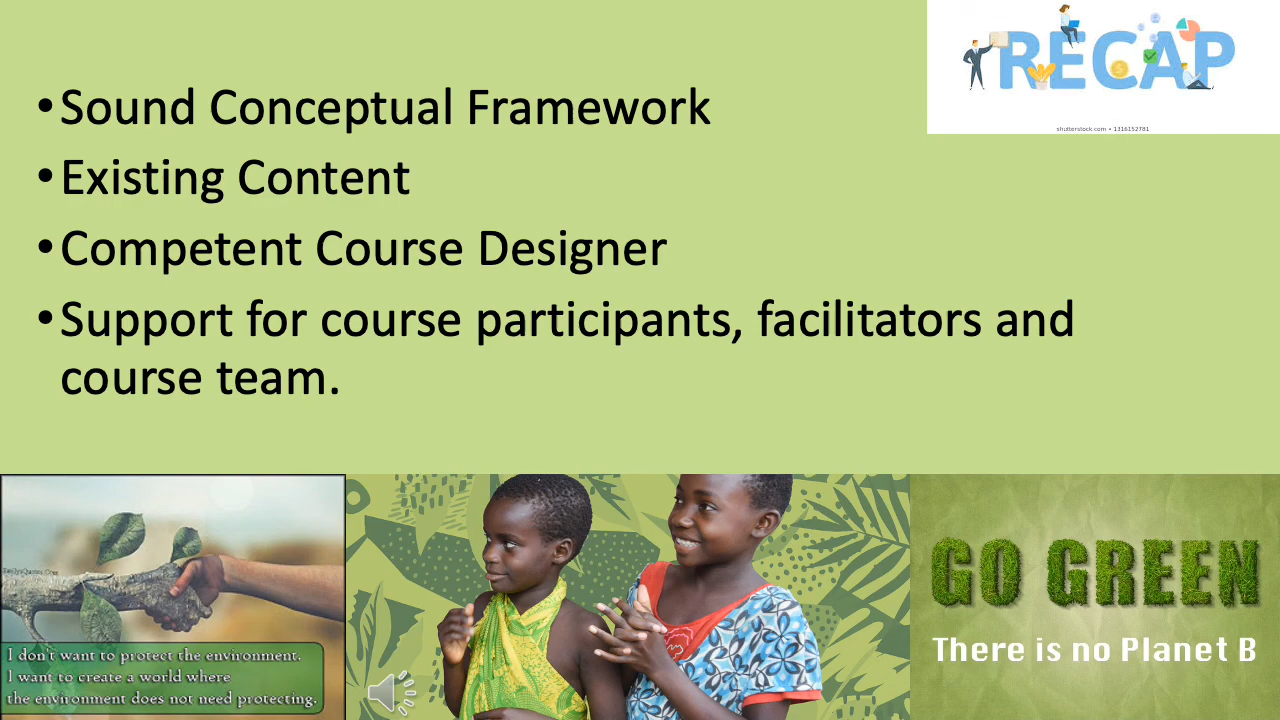 RECAP
shutterstock.com • 1316152781
•Sound Conceptual Framework
•Existing Content
•Competent Course Designer
•Support for course participants, facilitators and
course team.
I don't want to protect the environment.
I want to create a world where
the environment does not need protecting.
GO GREEN
There is no Planet B